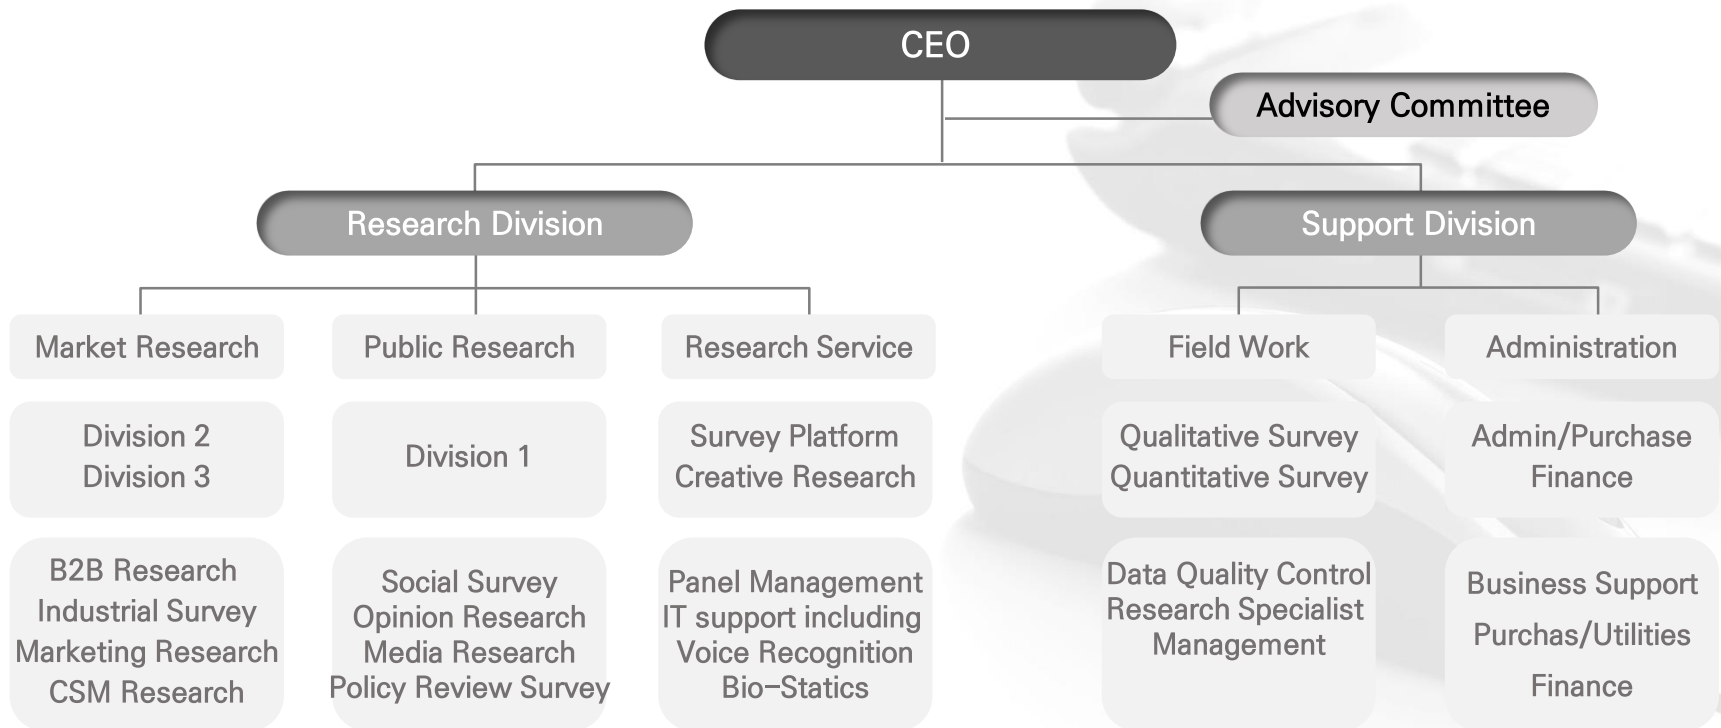 CEO
Advisory Committee
Research Division
Support Division
Market Research
Public Research
Research Service
Field Work
Administration
Division 2
Division 3
Division 1
Survey Platform
Creative Research
Qualitative Survey
Quantitative Survey
Admin/Purchase
Finance
B2B Research
Industrial Survey
Marketing Research
CSM Research
Social Survey
Opinion Research
Media Research
Policy Review Survey
Panel Management
IT support including
Voice Recognition
Bio-Statics
Data Quality Control
Research Specialist
Management
Business Support
Purchas/Utilities
Finance